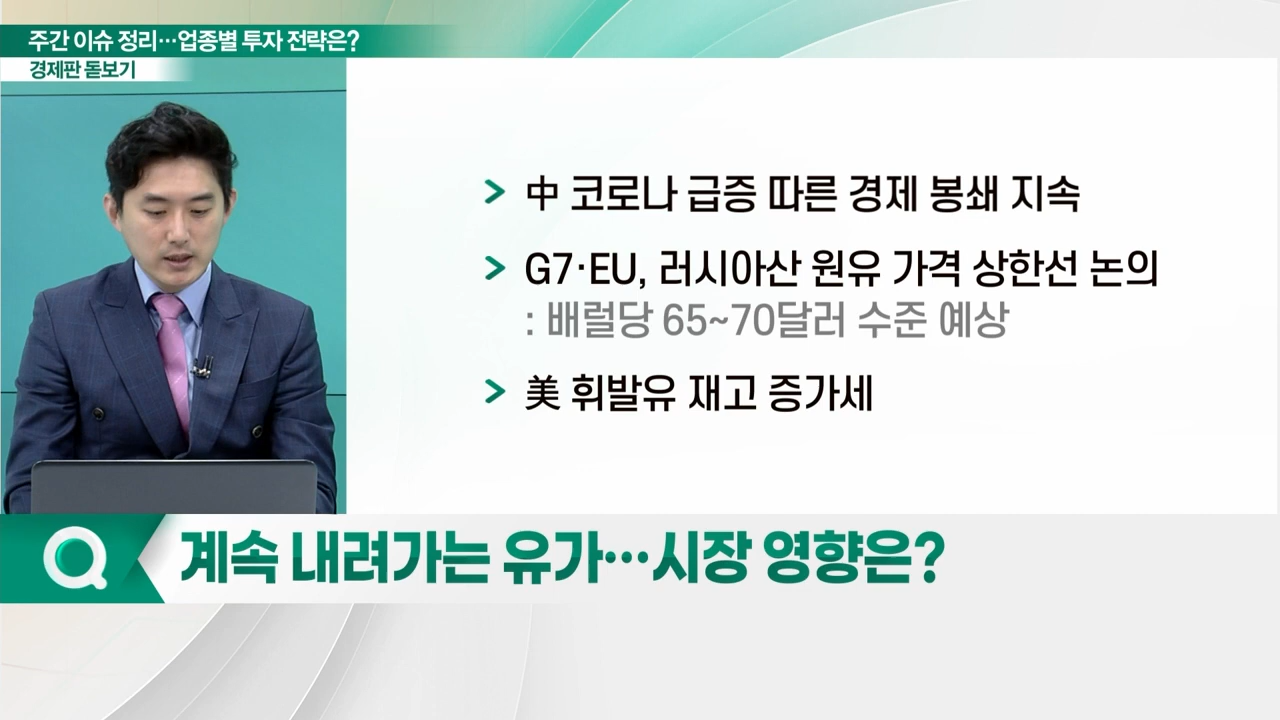 주간 이슈 정리…업종별 투자 전략은?
경제판 돋보기
> 中 코로나 급증 따른 경제 봉쇄 지속
> G7·EU, 러시아산 원유 가격 상한선 논의
: 배럴당 65~70달러 수준 예상
> 美 휘발유 재고 증가세
Q 계속 내려가는 유가…시장 영향은?